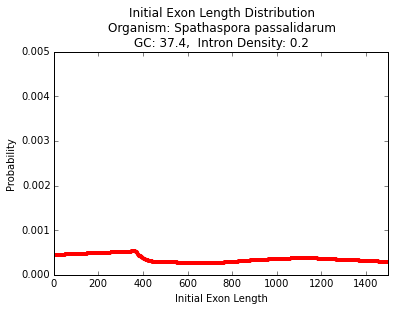 Initial Exon Length Distribution
Organism: Spathaspora passalidarum
GC: 37.4,  Intron Density: 0.2
0.005
0.004
0.003
0.002
0.001
0.000
Probability
0 200 400 600 800 1000 1200 1400
Initial Exon Length